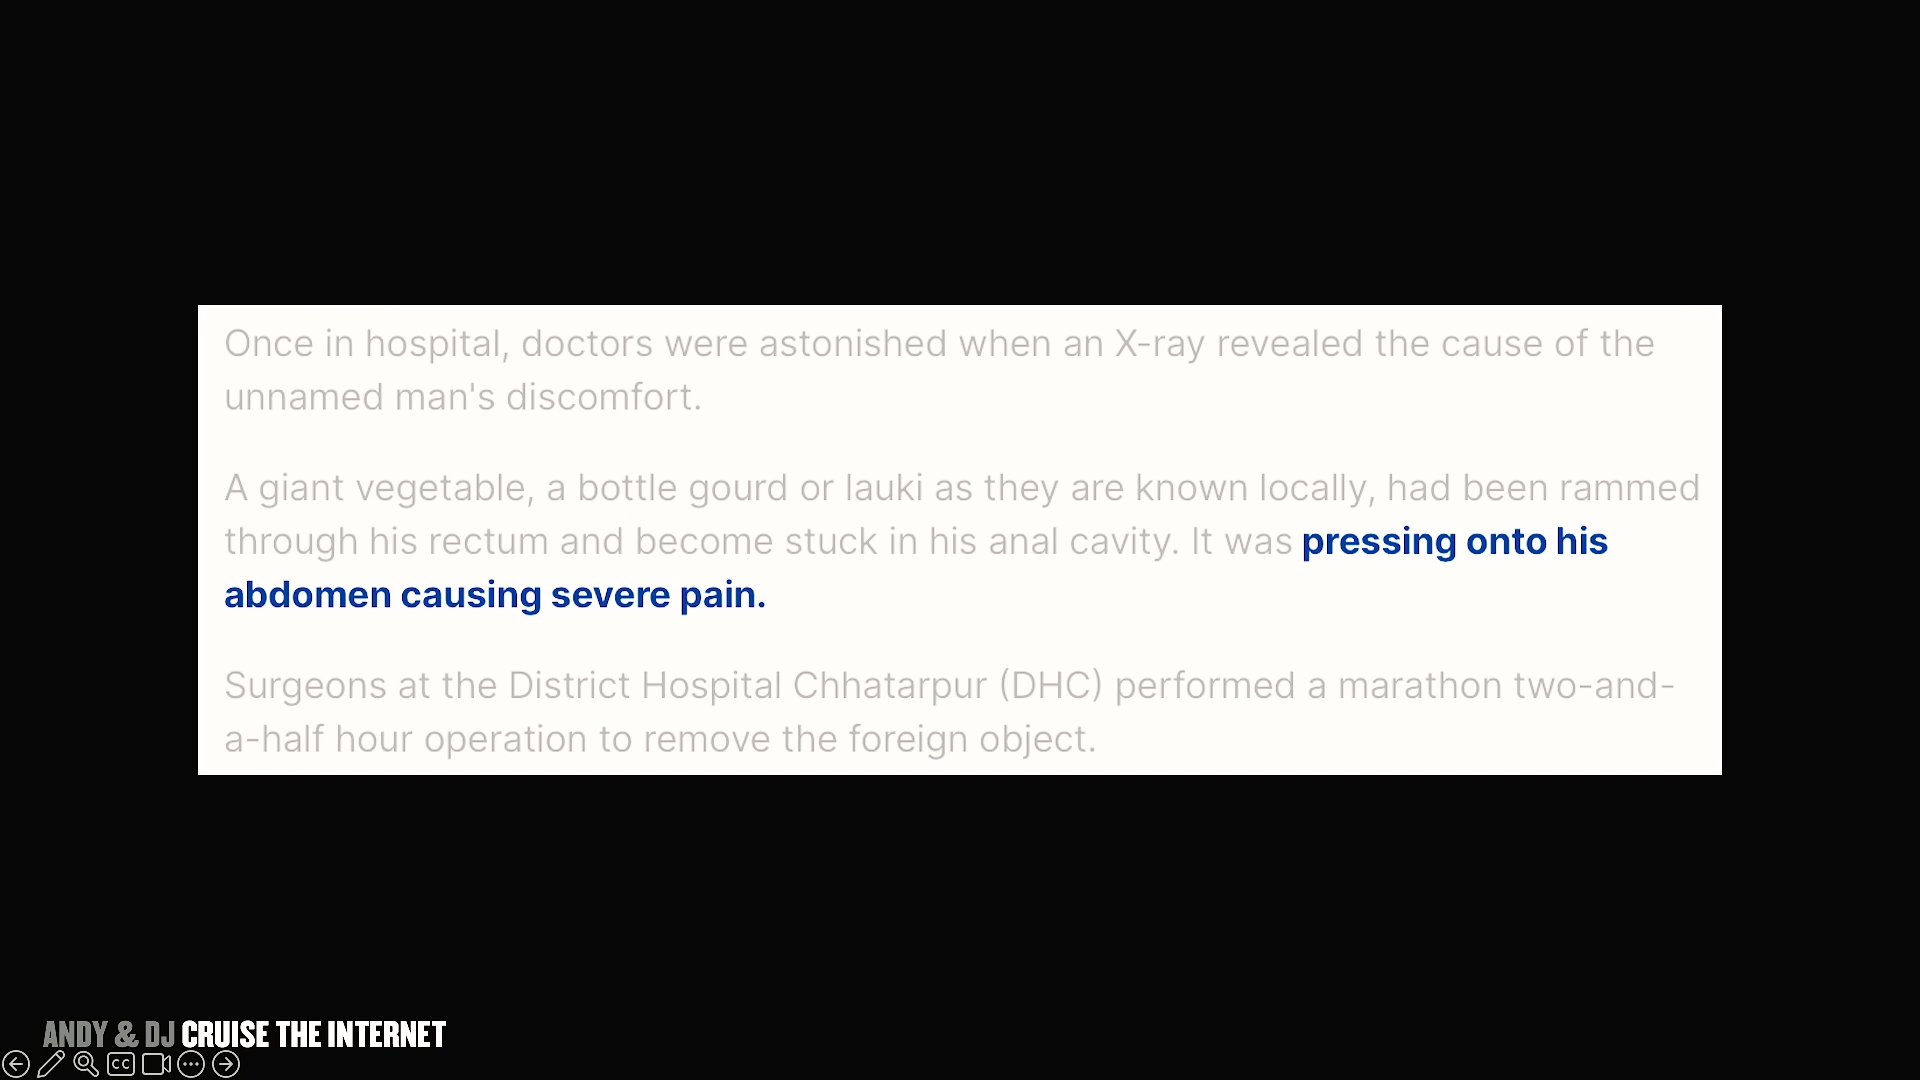 Once in hospital, doctors were astonished when an X-ray revealed the cause of the
unnamed man's discomfort.
A giant vegetable, a bottle gourd or lauki as they are known locally, had been rammed
through his rectum and become stuck in his anal cavity. It was pressing onto his
abdomen causing severe pain.
Surgeons at the District Hospital Chhatarpur (DHC) performed a marathon two-and-
a-half hour operation to remove the foreign object.
ANDY & DJ CRUISE THE INTERNET
CC